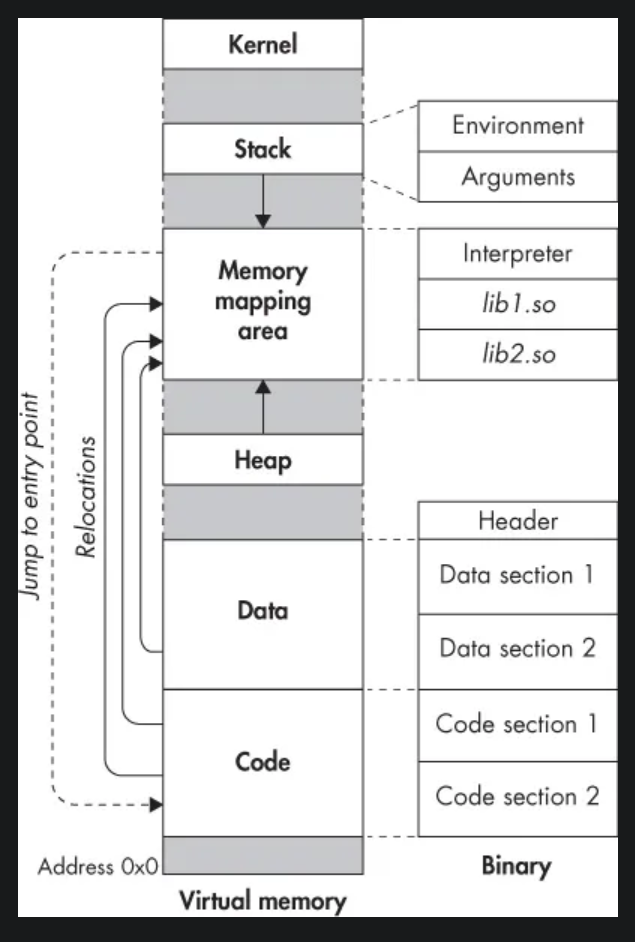 Kernel
Stack
Environment
Arguments
Memory
mapping
area
Interpreter
lib1.so
lib2.so
Jump to entry point
Relocations
Heap
Header
Data
Data section 1
Data section 2
Code
Code section 1
Code section 2
Address 0x0
Virtual memory
Binary